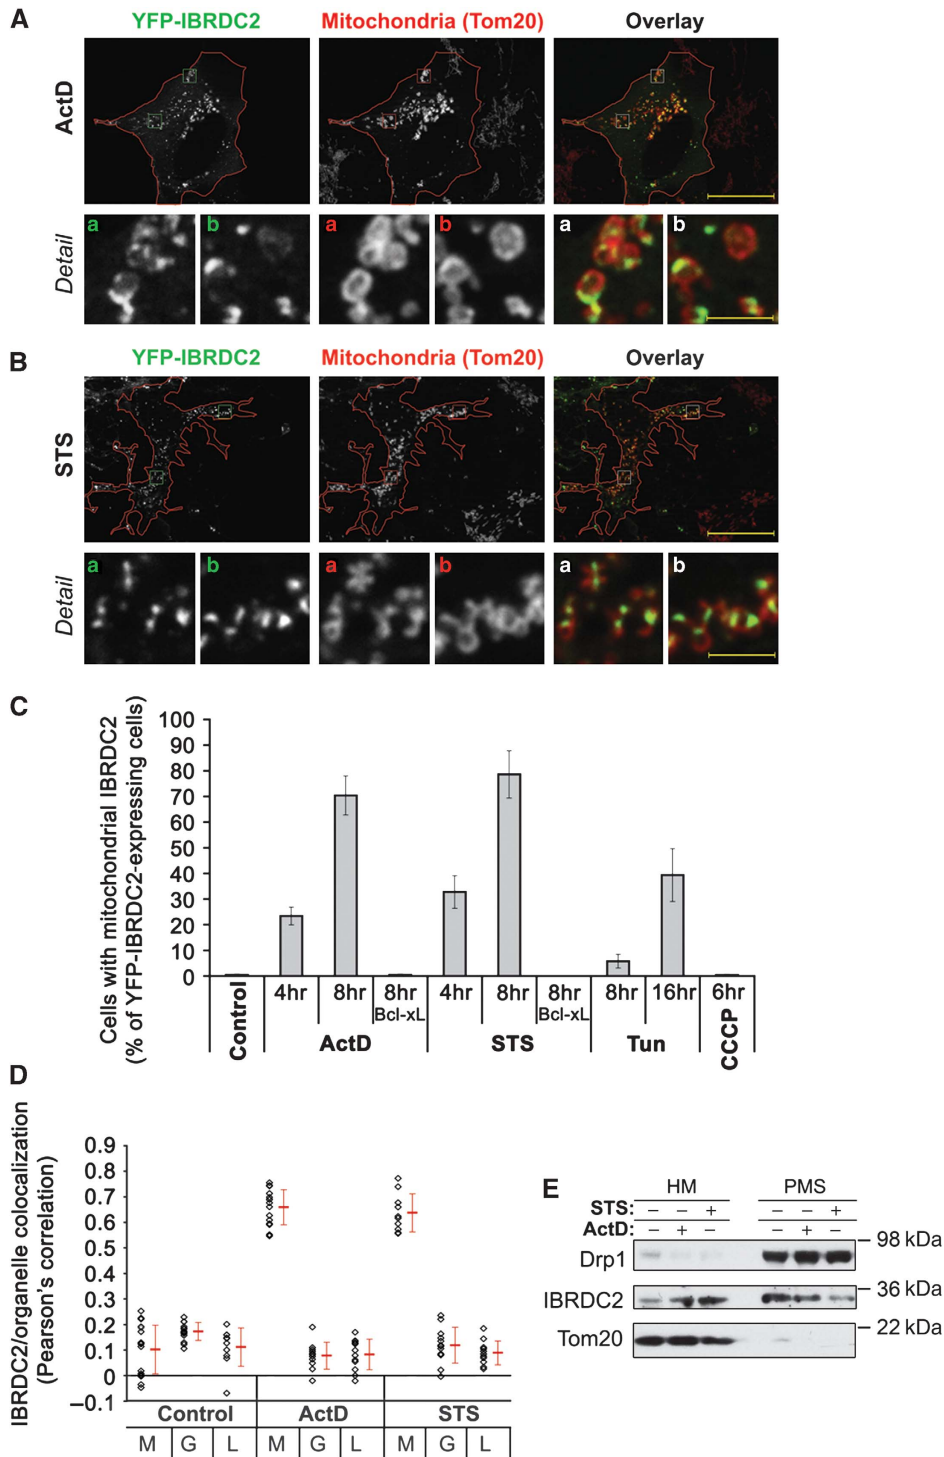 A
YFP-IBRDC2 Mitochondria (Tom20) Overlay
ActD
Detail
a b a b a b
B
YFP-IBRDC2 Mitochondria (Tom20) Overlay
STS
Detail
a b a b a b
C
Cells with mitochondrial IBRDC2
(% of YFP-IBRDC2-expressing cells)
100
90
80
70
60
50
40
30
20
10
0
Control 4hr 8hr 8hr 4hr 8hr 8hr 8hr 16hr 6hr
Bcl-xL Bcl-xL
ActD STS Tun CCCP
D
IBRDC2/organelle colocalization
(Pearson's correlation)
0.9
0.8
0.7
0.6
0.5
0.4
0.3
0.2
0.1
0
–0.1
Control ActD STS
M G L M G L M G L
E
HM PMS
STS: – – + – – +
ActD: – + – – + –
98 kDa
Drp1
36 kDa
IBRDC2
22 kDa
Tom20